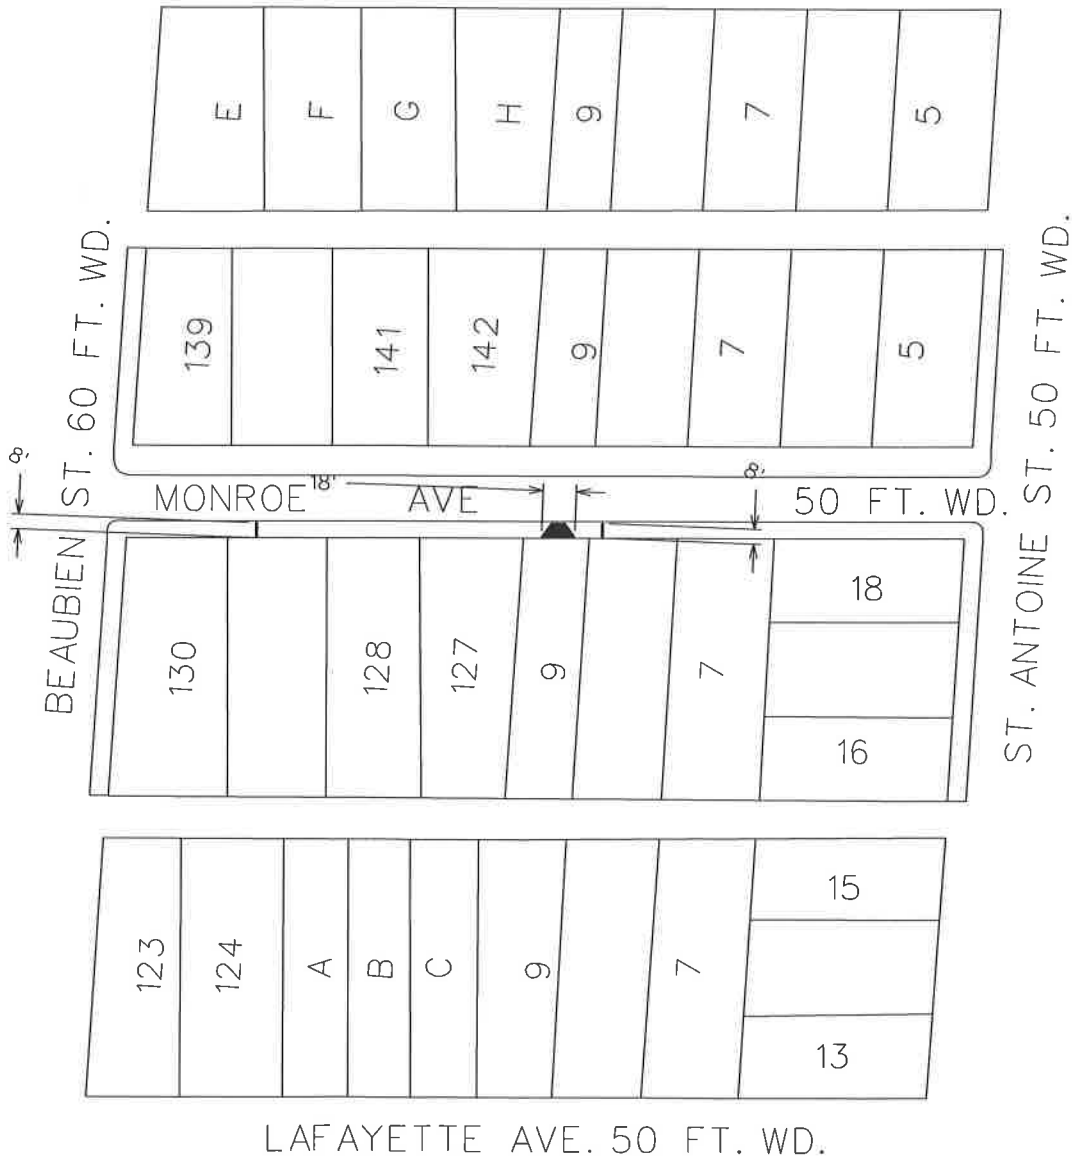 E F G H 9 7 5
BEAUBIEN ST. 60 FT. WD.
ST. ANTOINE ST. 50 FT. WD.
139 141 142 9 7 5
8'
18'
8'
MONROE AVE 50 FT. WD.
130 128 127 9 7 18
16
123 124 A B C 9 7 15
13
LAFAYETTE AVE. 50 FT. WD.